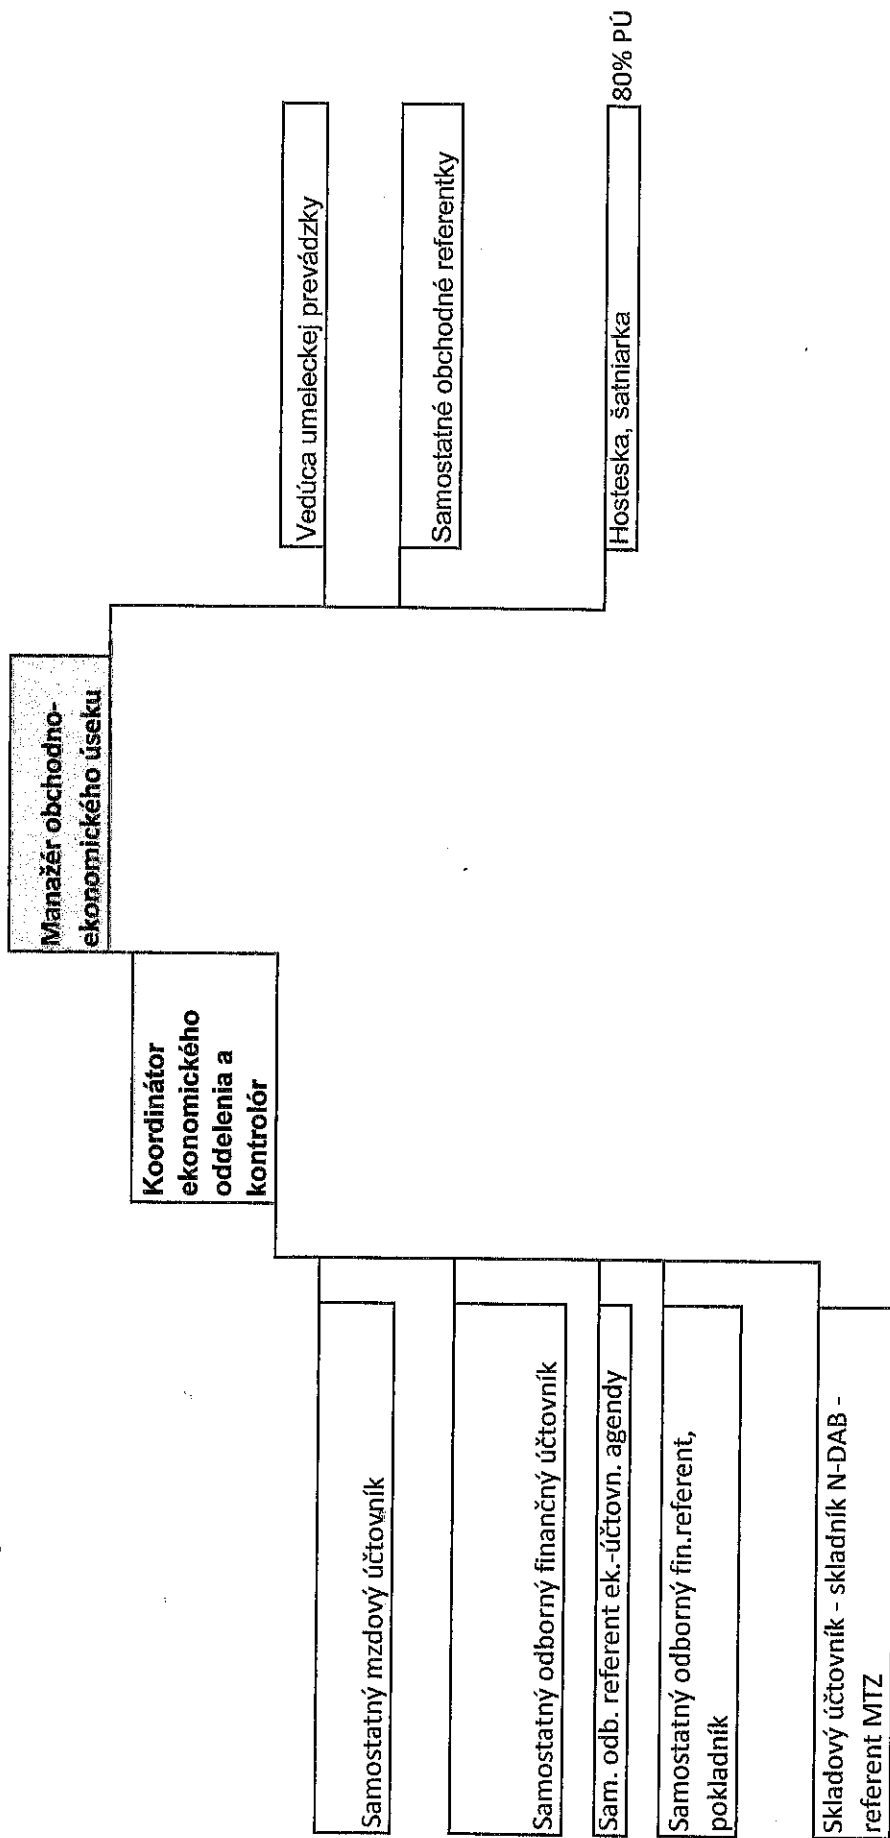 Manažér obchodno-
ekonomického úseku
Koordinátor
ekonomického
oddelenia a
kontrolór
Samostatný mzdový účtovník
Samostatný odborný finančný účtovník
Sam. odb. referent ek.-účtovn. agendy
Samostatný odborný fin.referent,
pokladník
Skladový účtovník - skladník N-DAB -
referent MTZ
Vedúca umeleckej prevádzky
Samostatné obchodné referentky
Hosteska, šatniarka
80% PÚ